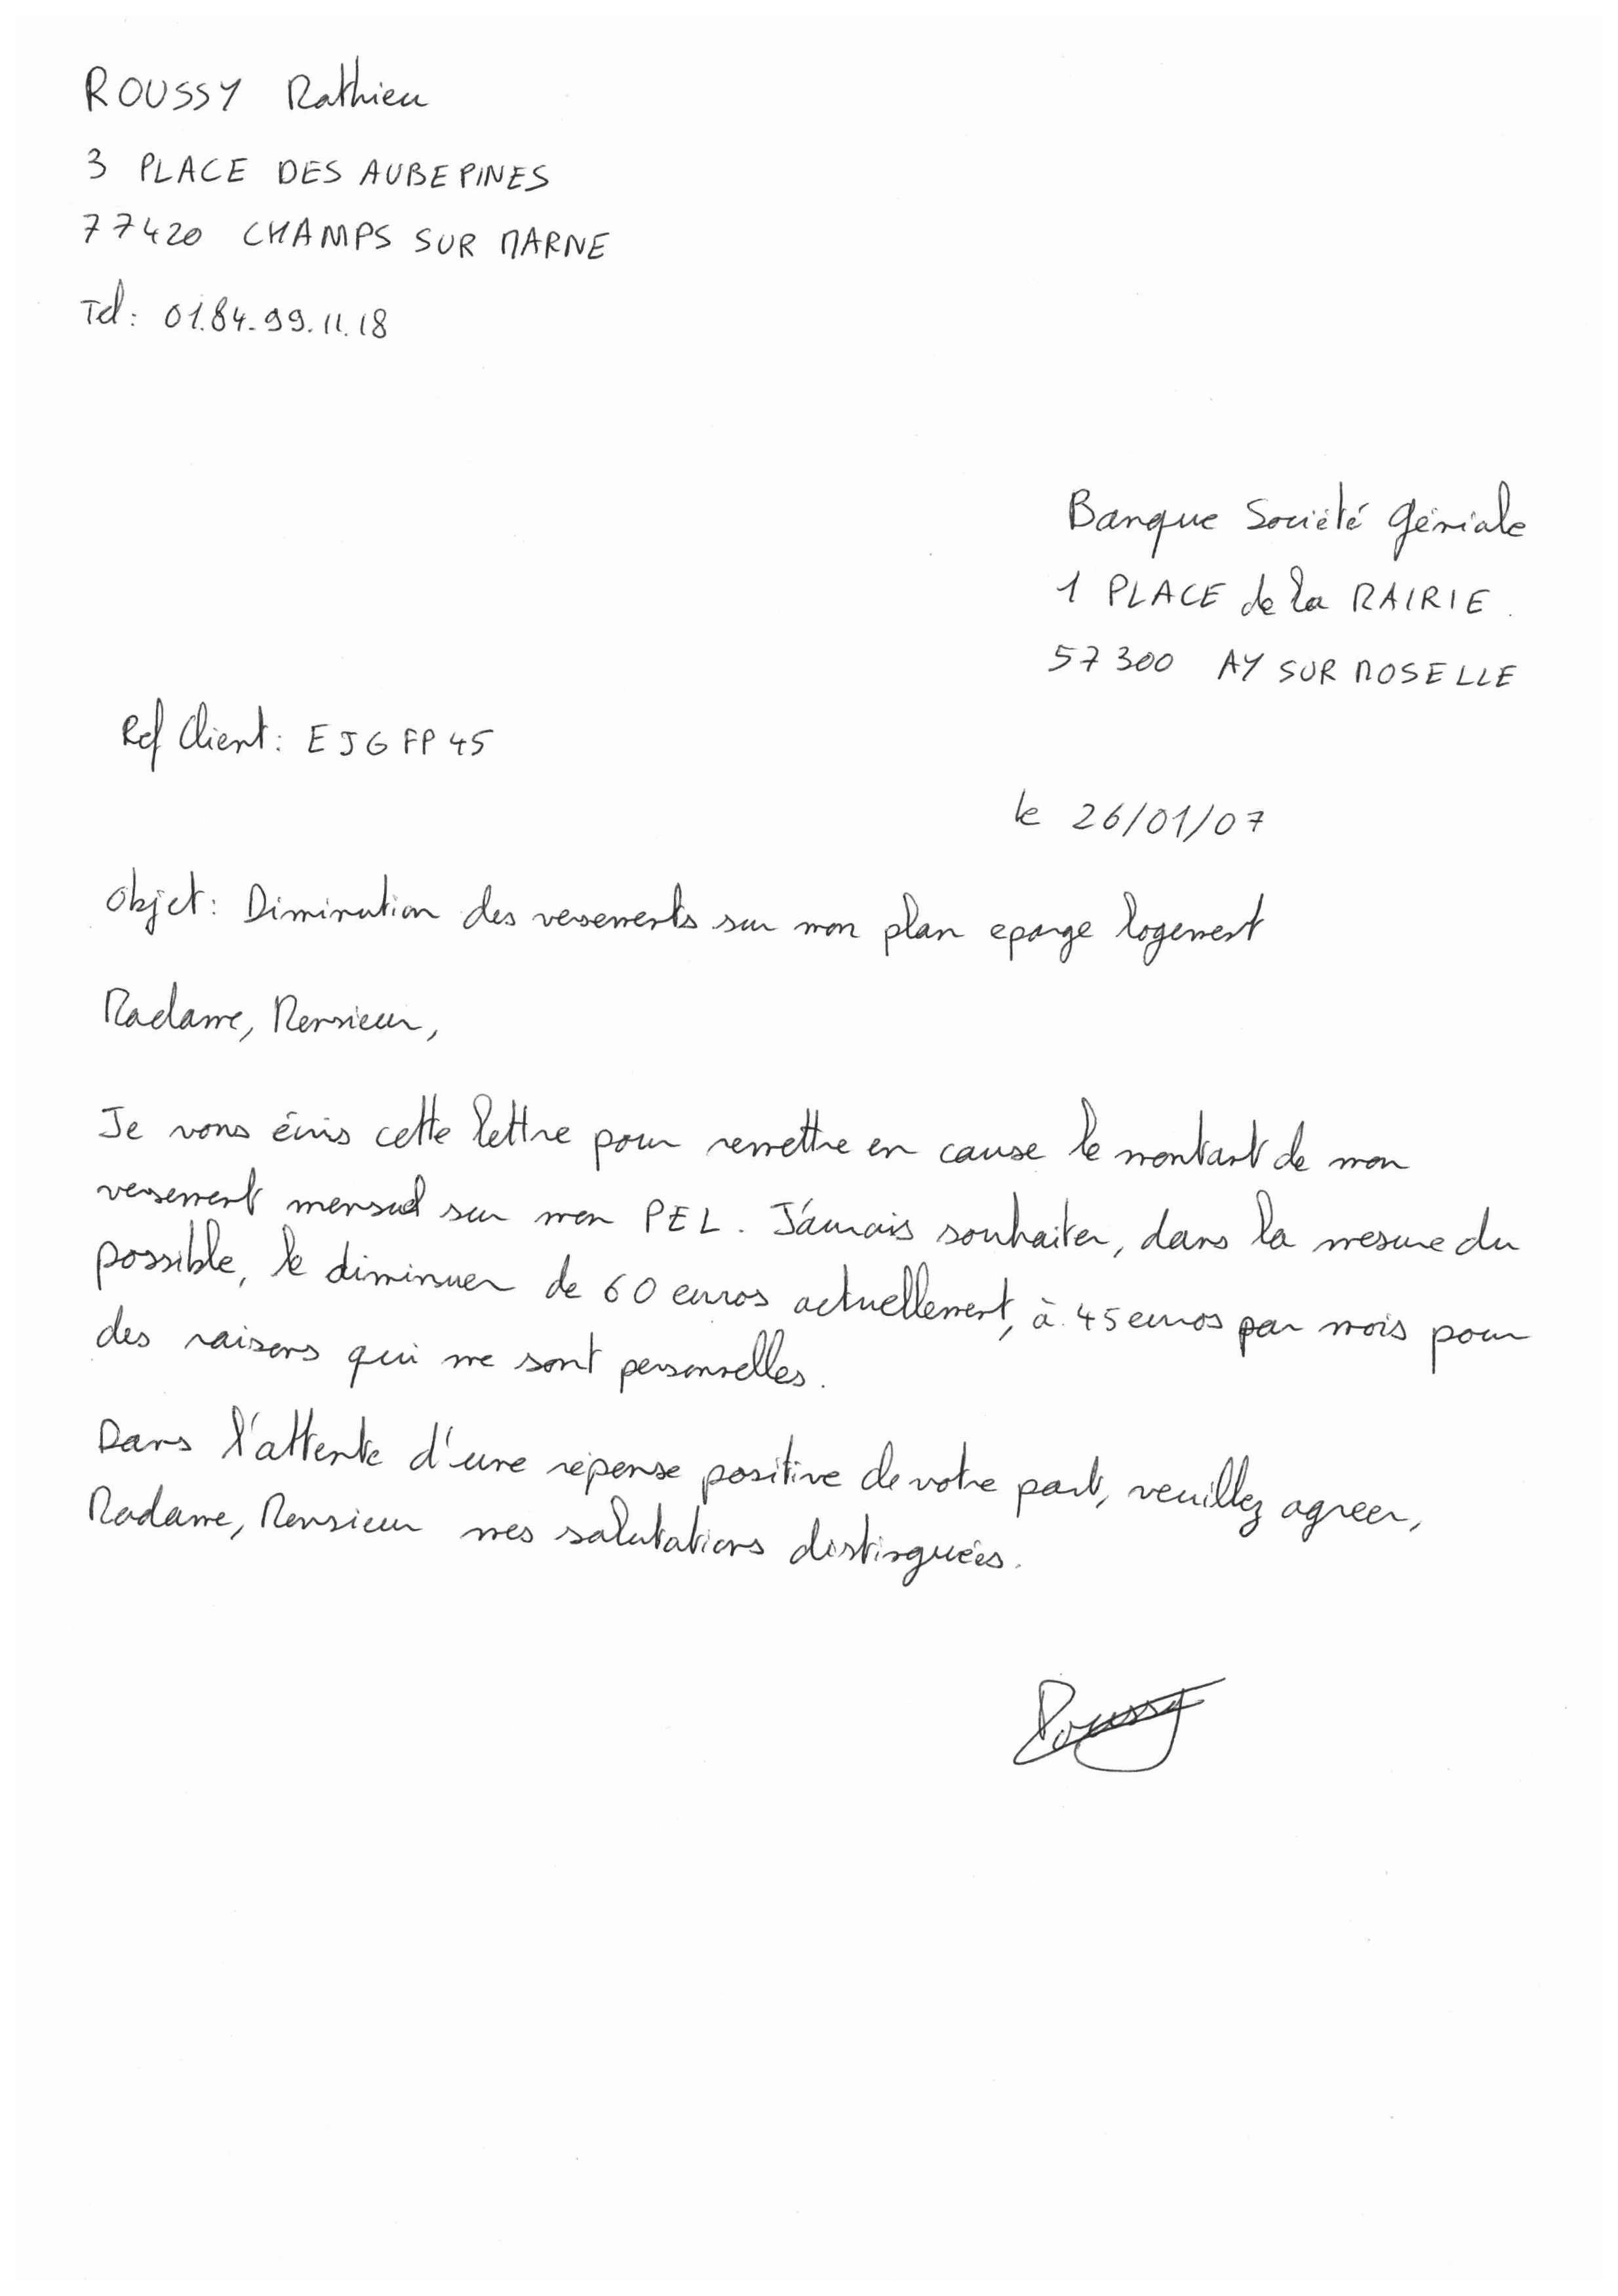 ROUSSY Mathieu
3 PLACE DES AUBEPINES
77420 CHAMPS SUR MARNE
Tel: 01.84.99.11.18
Banque Société Géniale
1 PLACE de la MAIRIE.
57300 AY SUR MOSELLE
Ref Client: EJGFP45
le 26/01/07
Objet: Diminution des versements sur mon plan eparge logement
Madame, Monsieur,
Je vous écris cette lettre pour remettre en cause le montant de mon
versement mensuel sur mon PEL. J'aurais souhaiter, dans la mesure du
possible, le diminuer de 60 euros actuellement, à 45 euros par mois pour
des raisons qui me sont personnelles.
Dans l'attente d'une réponse positive de votre part, veuillez agreer,
Madame, Monsieur mes salutations distinguées.
Roussy